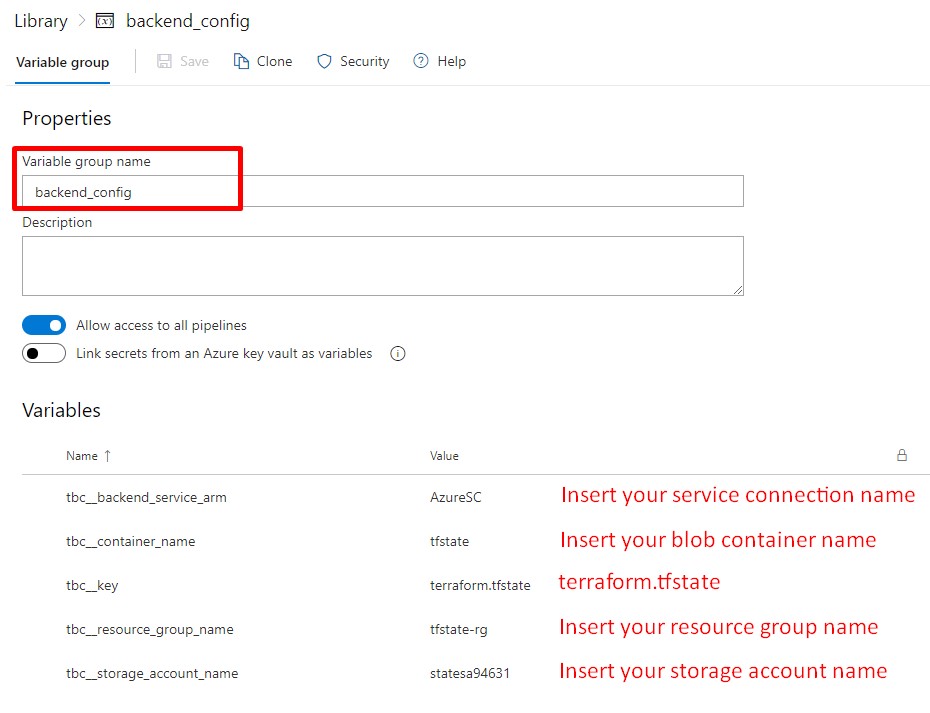 Library > backend_config
Variable group Save Clone Security Help
Properties
Variable group name
backend_config
Description
Allow access to all pipelines
Link secrets from an Azure key vault as variables
Variables
Name ↑ Value
tbc__backend_service_arm AzureSC Insert your service connection name
tbc__container_name tfstate Insert your blob container name
tbc__key terraform.tfstate terraform.tfstate
tbc__resource_group_name tfstate-rg Insert your resource group name
tbc__storage_account_name statesa94631 Insert your storage account name